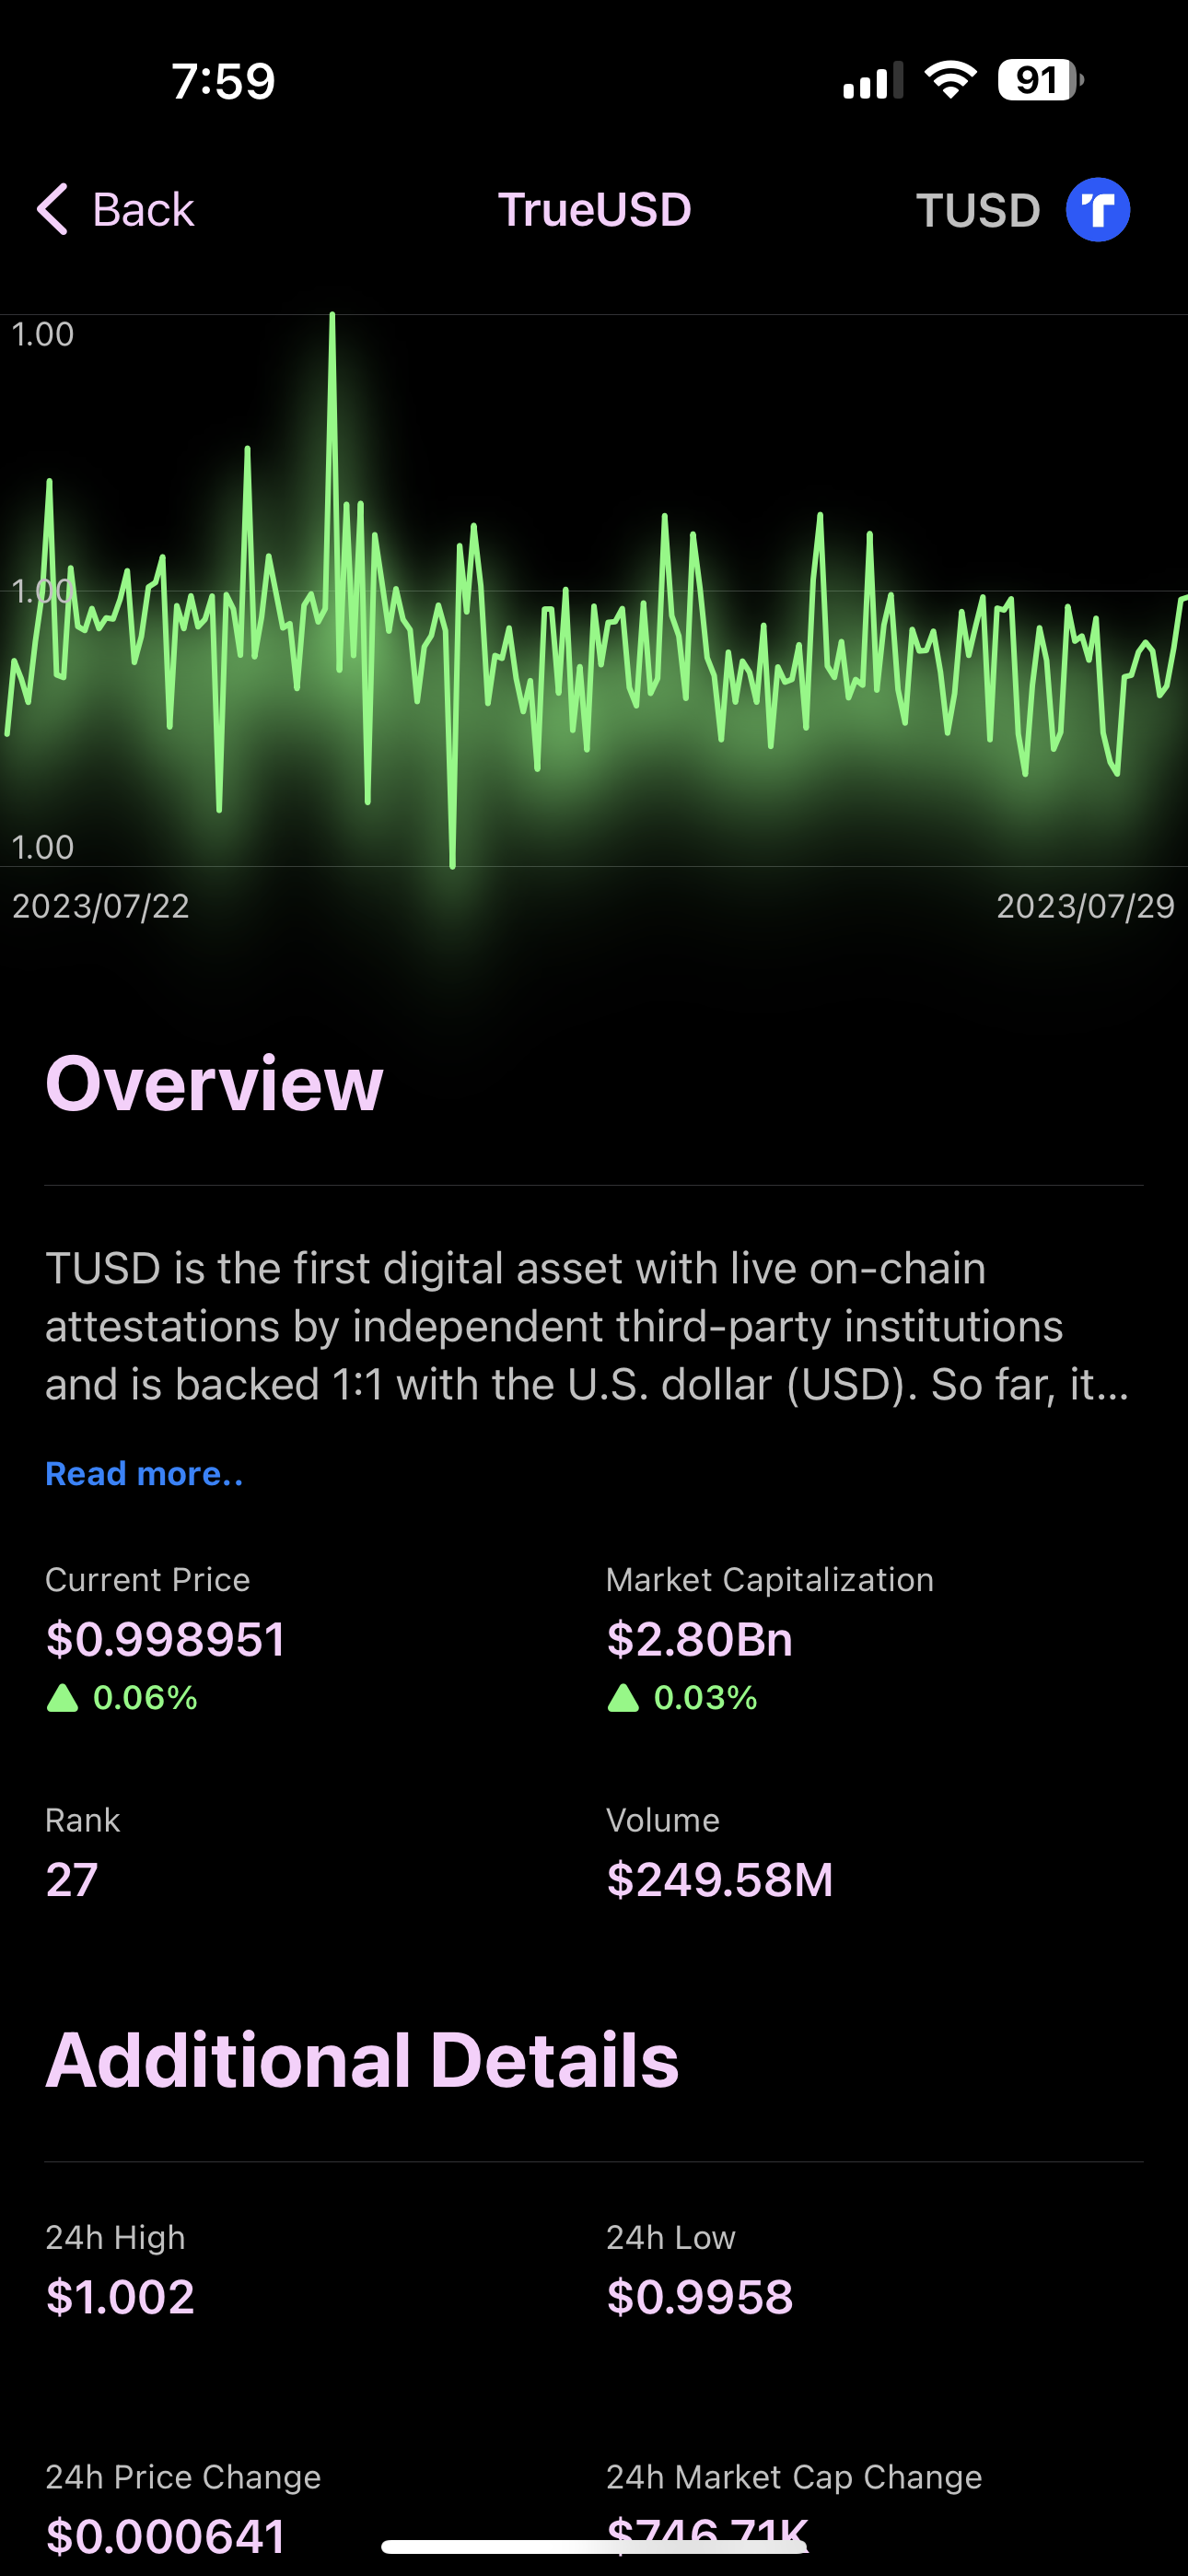 7:59
91
Back
TrueUSD
TUSD
1.00
1.00
1.00
2023/07/22
2023/07/29
Overview
TUSD is the first digital asset with live on-chain
attestations by independent third-party institutions
and is backed 1:1 with the U.S. dollar (USD). So far, it...
Read more..
Current Price
Market Capitalization
$0.998951
$2.80Bn
0.06%
0.03%
Rank
Volume
27
$249.58M
Additional Details
24h High
24h Low
$1.002
$0.9958
24h Price Change
24h Market Cap Change
$0.000641
$746.71K